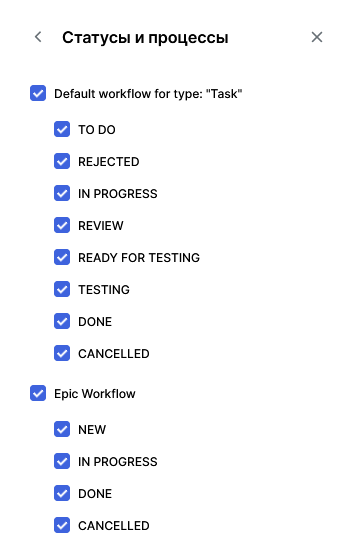 Статусы и процессы
Default workflow for type: "Task"
TO DO
REJECTED
IN PROGRESS
REVIEW
READY FOR TESTING
TESTING
DONE
CANCELLED
Epic Workflow
NEW
IN PROGRESS
DONE
CANCELLED